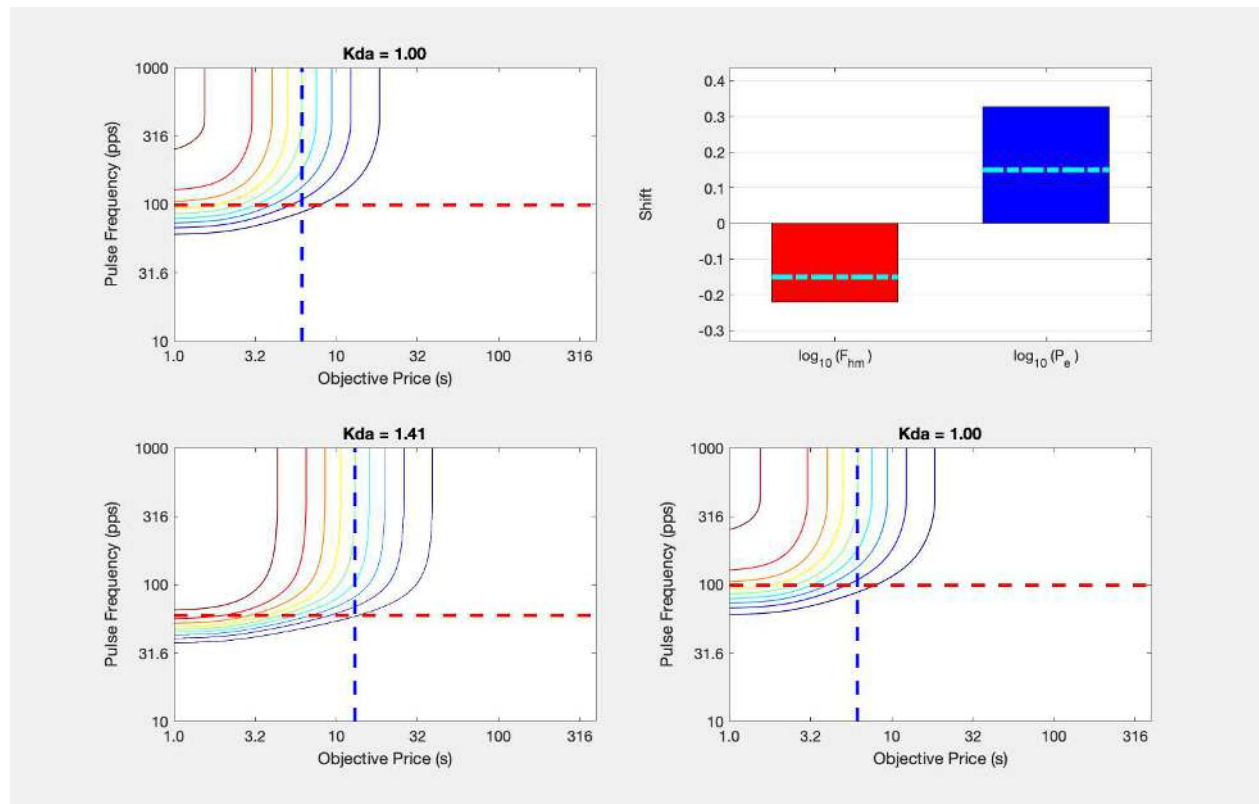 Kda = 1.00
1000
316
100
31.6
10
Pulse Frequency (pps)
1.0 3.2 10 32 100 316
Objective Price (s)
0.4
0.3
0.2
0.1
0
-0.1
-0.2
-0.3
Shift
log10(Fhm) log10(Pe)
Kda = 1.41
1000
316
100
31.6
10
Pulse Frequency (pps)
1.0 3.2 10 32 100 316
Objective Price (s)
Kda = 1.00
1000
316
100
31.6
10
Pulse Frequency (pps)
1.0 3.2 10 32 100 316
Objective Price (s)